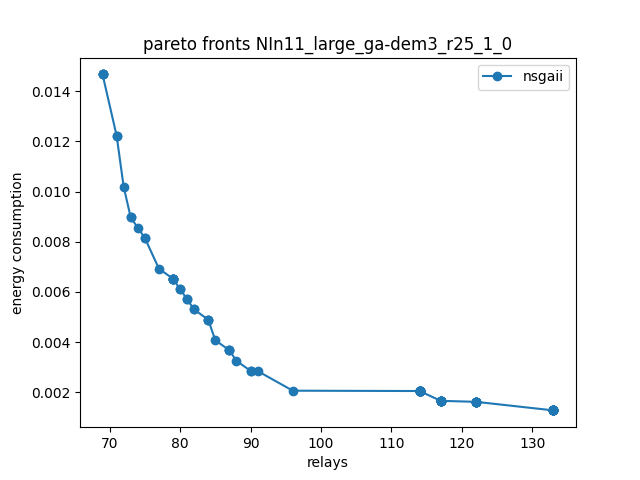 pareto fronts NIn11_large_ga-dem3_r25_1_0
nsgaii
0.014
0.012
0.010
0.008
0.006
0.004
0.002
energy consumption
70 80 90 100 110 120 130
relays